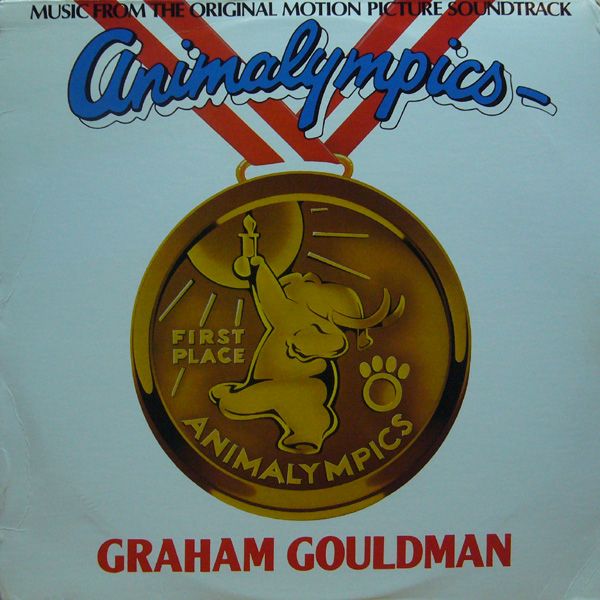 MUSIC FROM THE ORIGINAL MOTION PICTURE SOUNDTRACK
Animalympics
FIRST
PLACE
ANIMALYMPICS
GRAHAM GOULDMAN